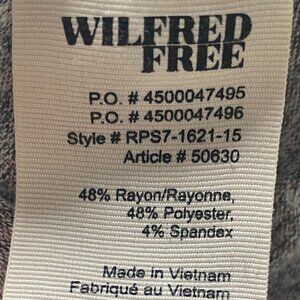 WILFRED
FREE
P.O. # 4500047495
P.O. # 4500047496
Style # RPS7-1621-15
Article # 50630
48% Rayon/Rayonne,
48% Polyester,
4% Spandex
Made in Vietnam
Fabriqué au Vietnam